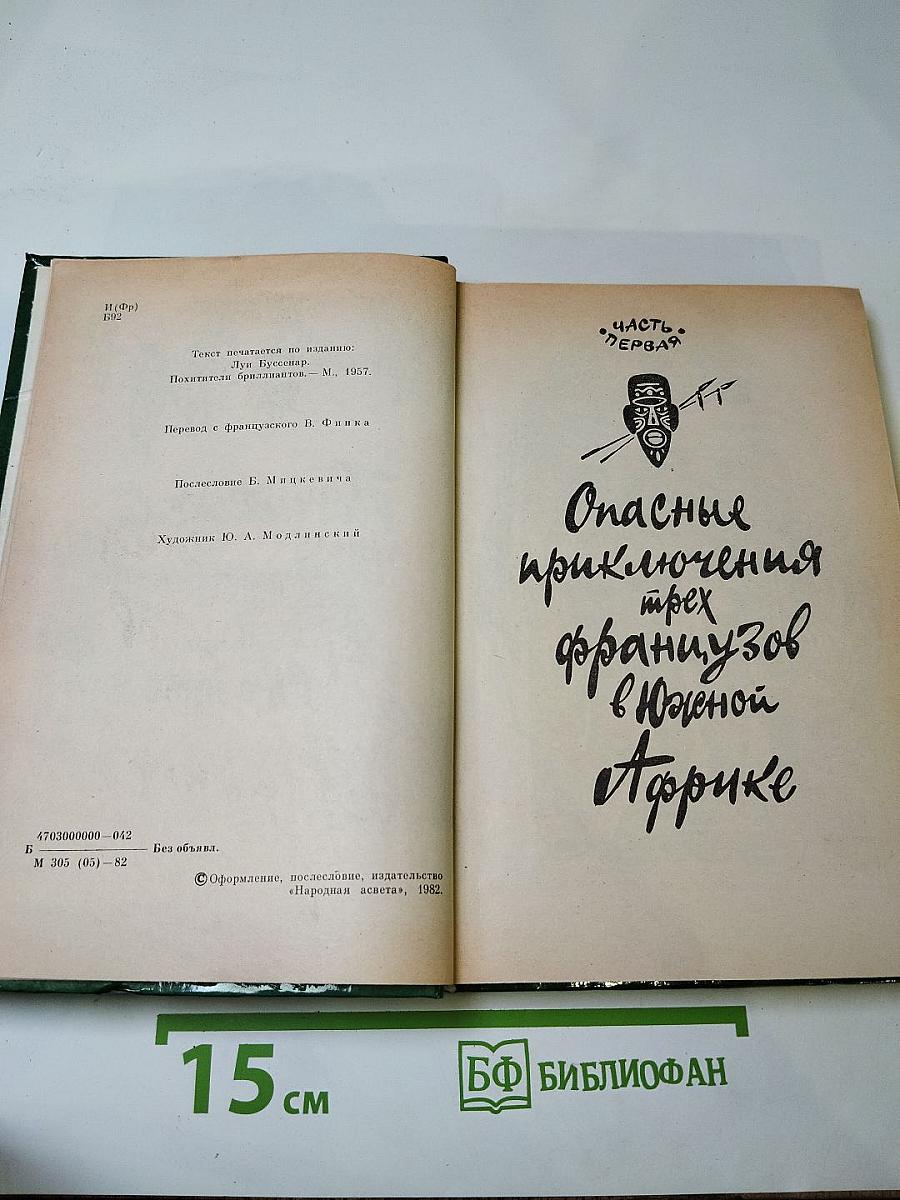 И(Фр)
Б92
Текст печатается по изданию:
Луи Буссенар.
Похитители бриллиантов.— М., 1957.
Перевод с французского В. Финка
Послесловие Б. Мицкевича
Художник Ю. А. Модлинский
4703000000—042
Б ———— Без объявл.
М 305 (05)—82
©Оформление, послесловие, издательство
«Народная асвета», 1982.
ЧАСТЬ
ПЕРВАЯ
Опасные
приключения
трех
французов
в Южной
Африке
15 см
БФ БИБЛИОФАН